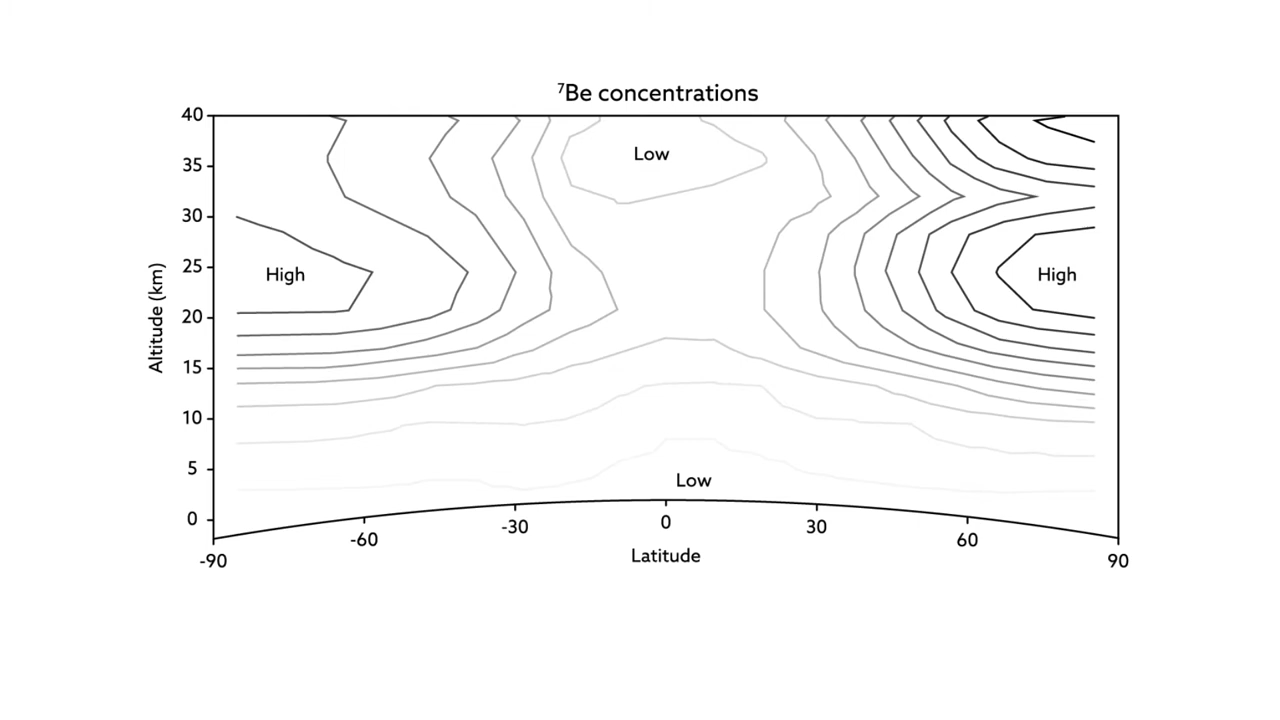 ⁷Be concentrations
40
35
30
25
20
15
10
5
0
Altitude (km)
Low
High
High
Low
-90
-60
-30
0
30
60
90
Latitude